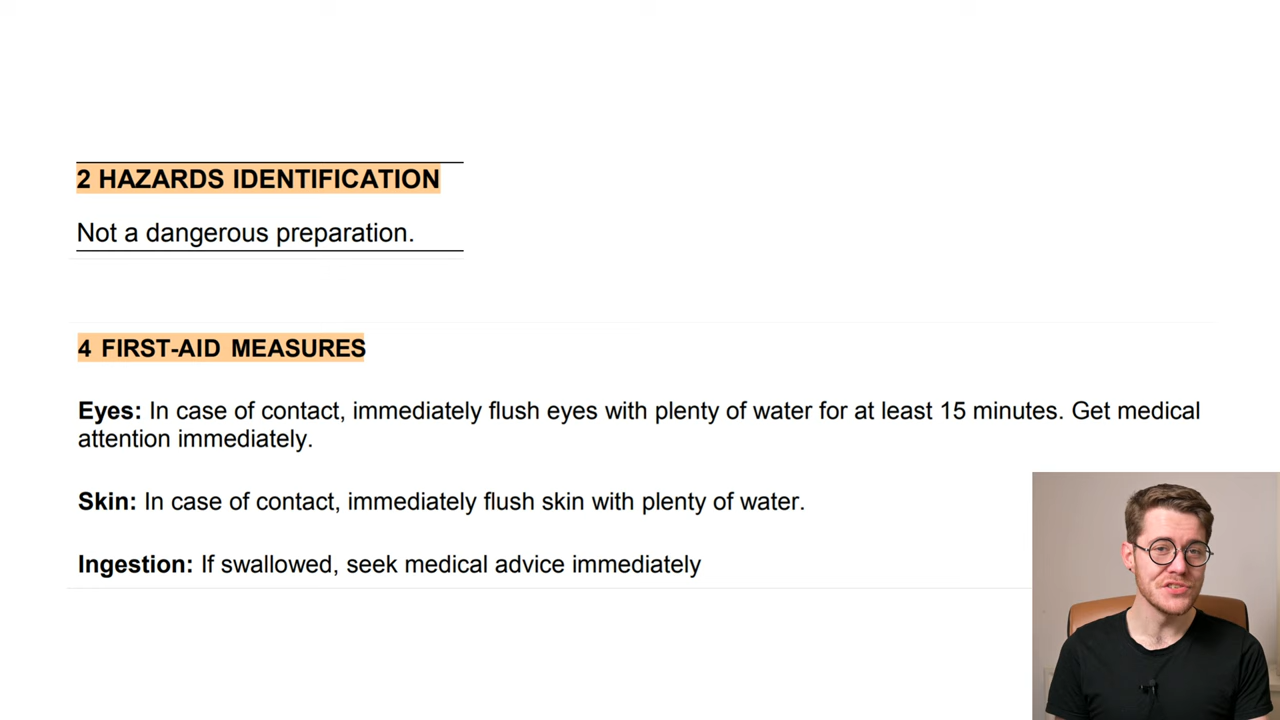 2 HAZARDS IDENTIFICATION
Not a dangerous preparation.
4 FIRST-AID MEASURES
Eyes: In case of contact, immediately flush eyes with plenty of water for at least 15 minutes. Get medical
attention immediately.
Skin: In case of contact, immediately flush skin with plenty of water.
Ingestion: If swallowed, seek medical advice immediately